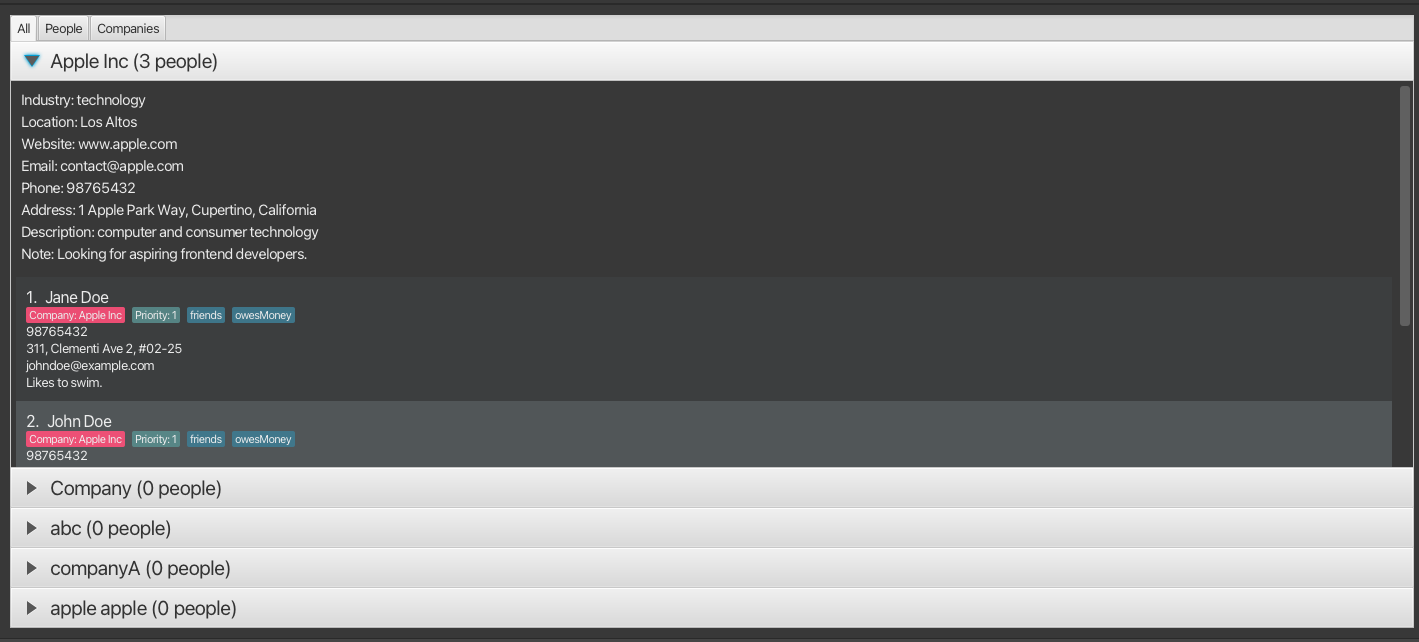 All People Companies
Apple Inc (3 people)
Industry: technology
Location: Los Altos
Website: www.apple.com
Email: contact@apple.com
Phone: 98765432
Address: 1 Apple Park Way, Cupertino, California
Description: computer and consumer technology
Note: Looking for aspiring frontend developers.
1. Jane Doe
Company: Apple Inc Priority: 1 friends owesMoney
98765432
311, Clementi Ave 2, #02-25
johndoe@example.com
Likes to swim.
2. John Doe
Company: Apple Inc Priority: 1 friends owesMoney
98765432
Company (0 people)
abc (0 people)
companyA (0 people)
apple apple (0 people)